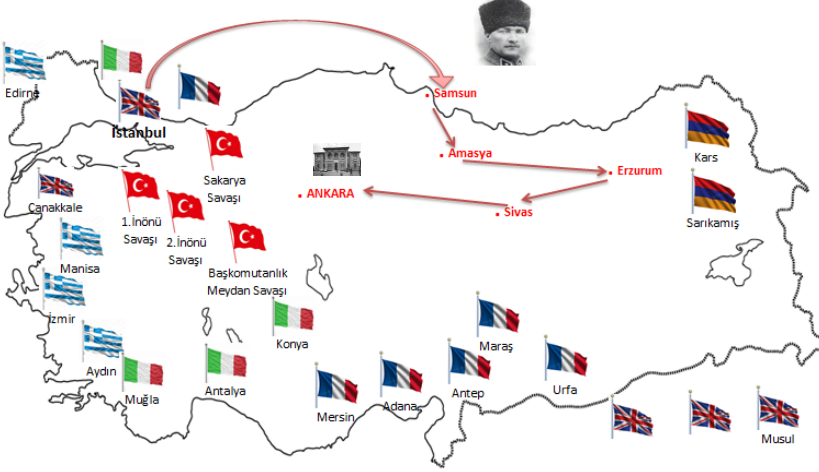 Edirne
İstanbul
Samsun
Amasya
Erzurum
Sivas
ANKARA
Kars
Sarıkamış
Sakarya
Savaşı
Çanakkale
1.İnönü
Savaşı
2.İnönü
Savaşı
Başkomutanlık
Meydan Savaşı
Manisa
İzmir
Aydın
Muğla
Antalya
Konya
Mersin
Adana
Maraş
Antep
Urfa
Musul